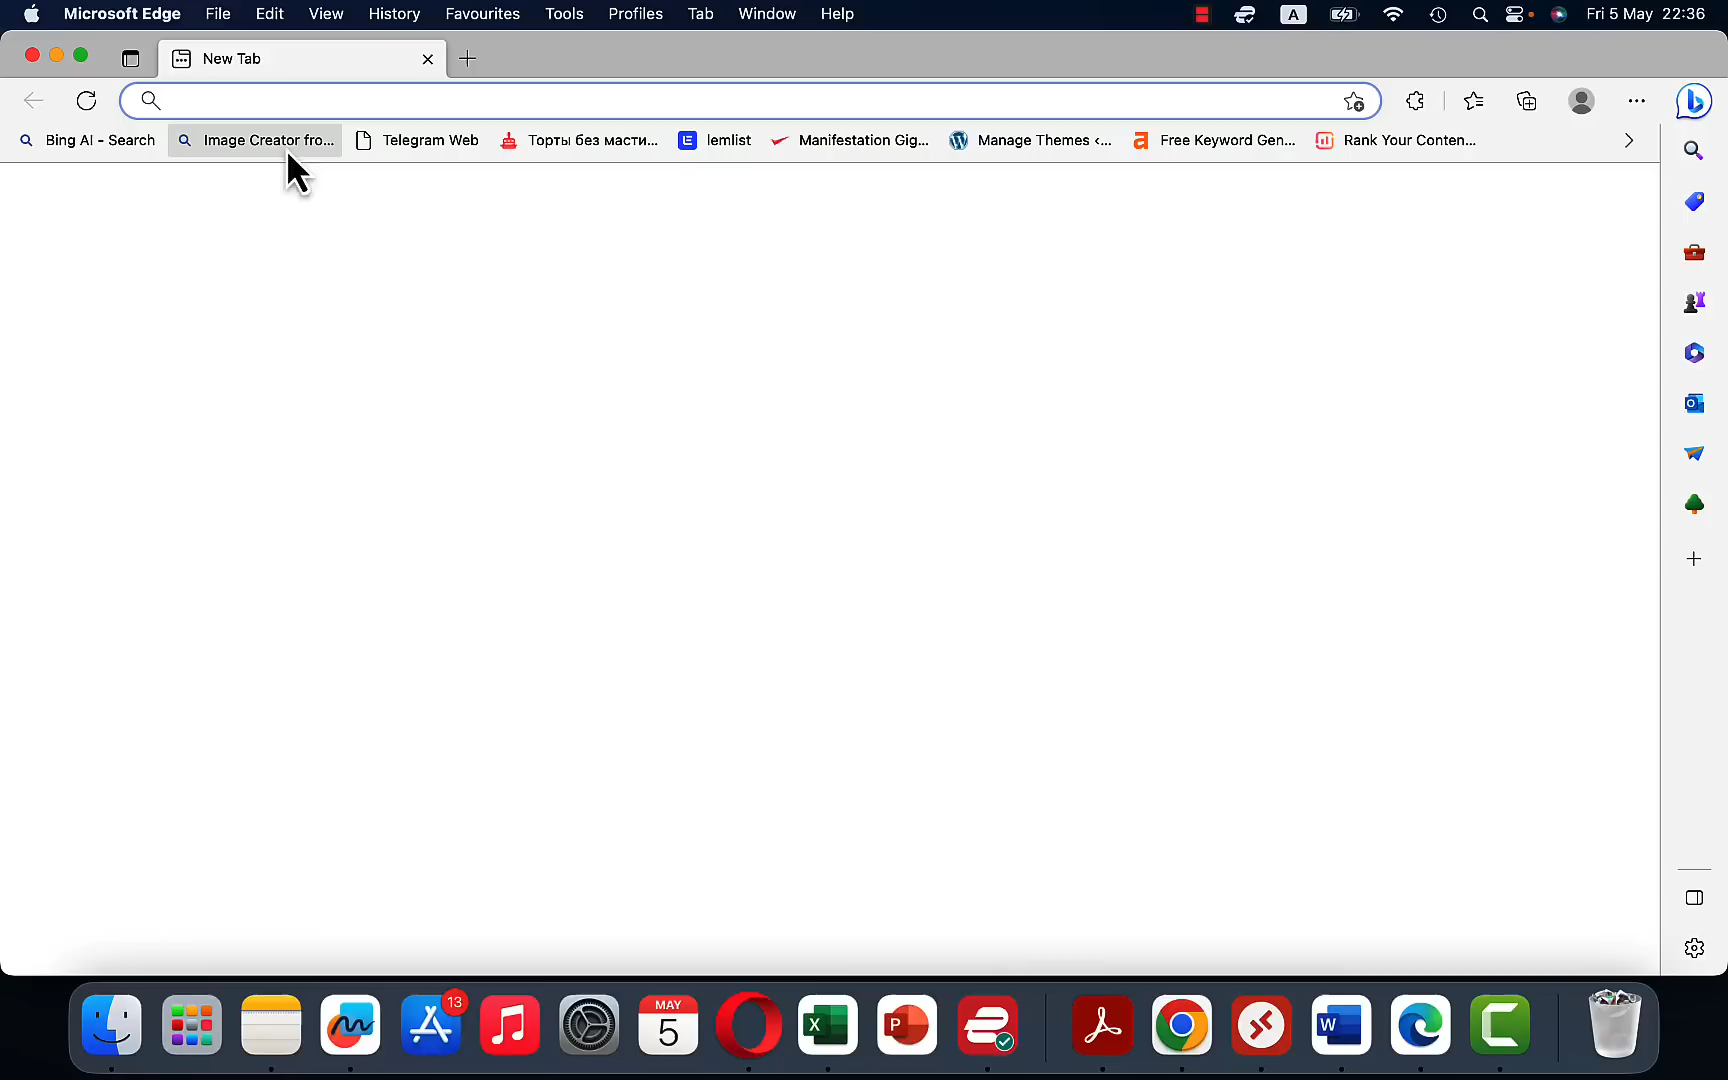 Microsoft Edge File Edit View History Favourites Tools Profiles Tab Window Help A Fri 5 May 22:36
New Tab
Bing AI - Search Image Creator fro... Telegram Web Торты без масти... lemlist Manifestation Gig... Manage Themes <... Free Keyword Gen... Rank Your Conten...
13
MAY
5